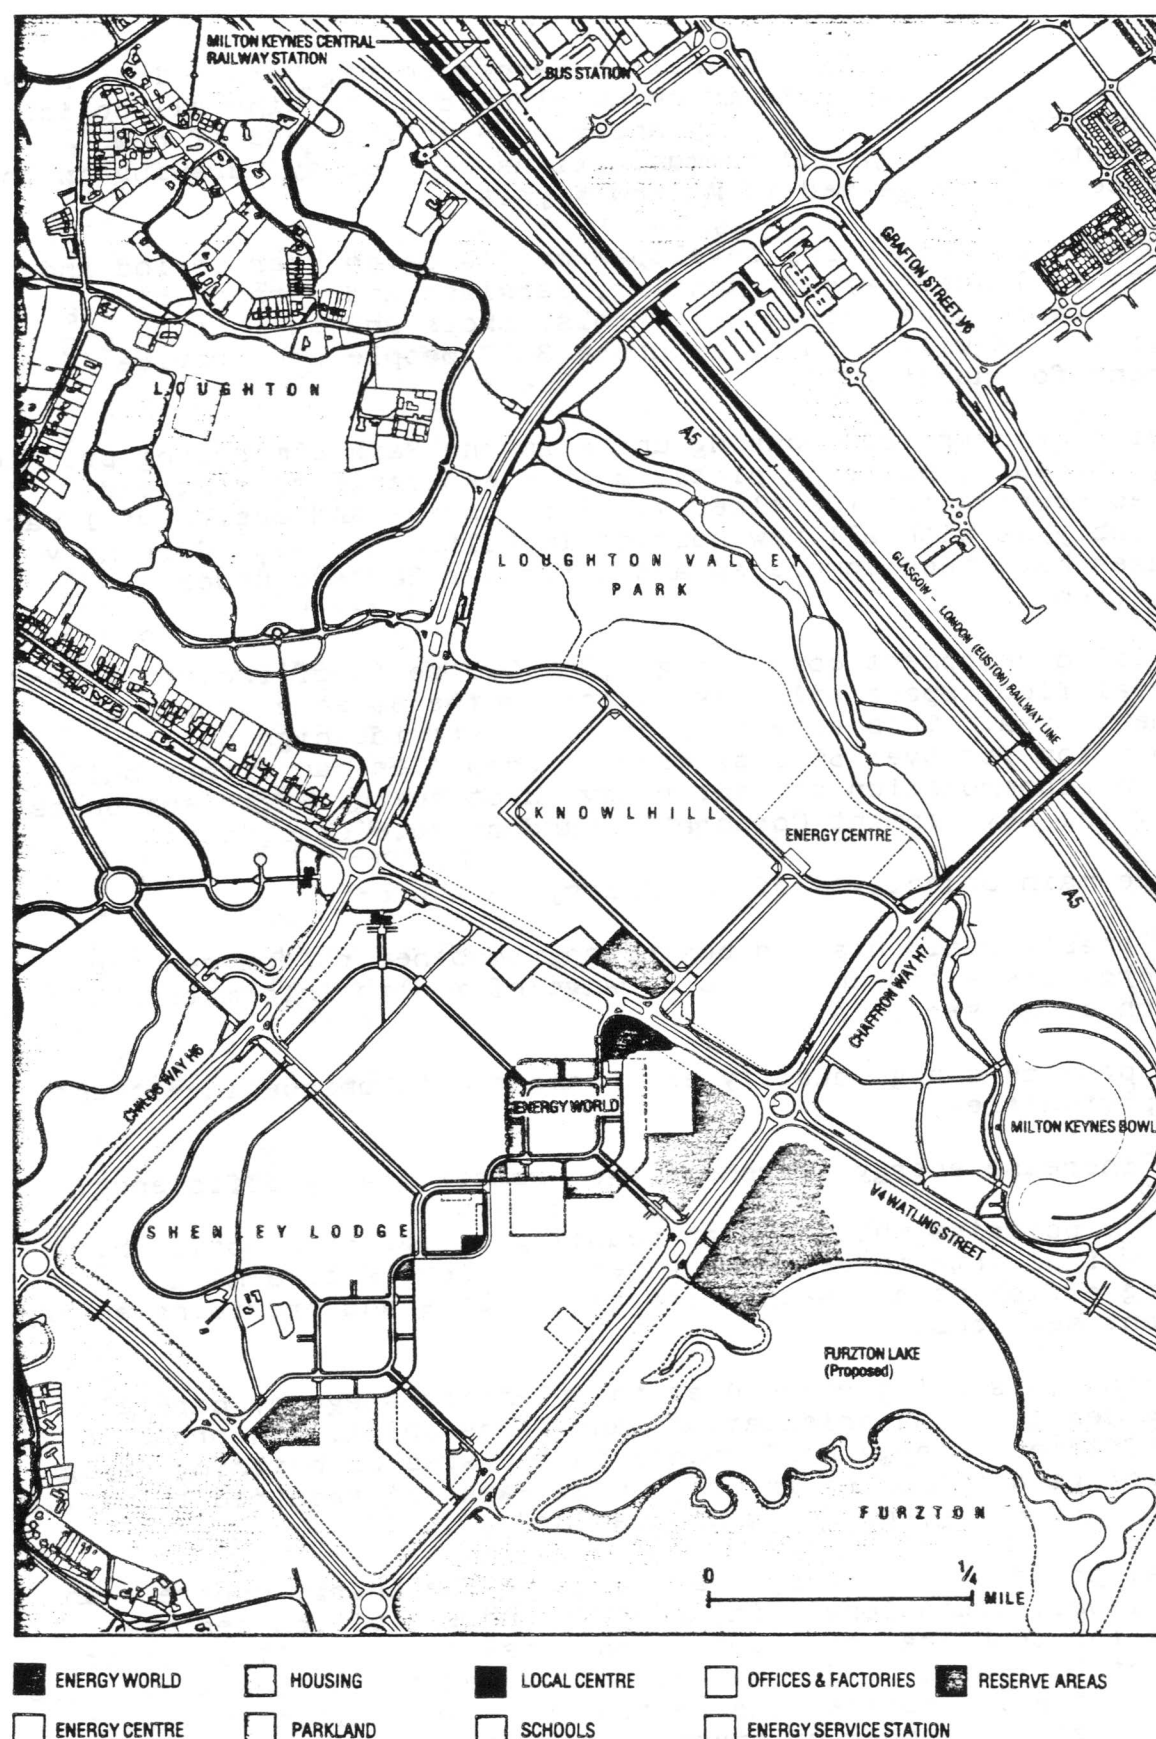 MILTON KEYNES CENTRAL
RAILWAY STATION
BUS STATION
GRAFTON STREET V6
LOUGHTON
A5
LOUGHTON VALLEY
PARK
GLASGOW - LONDON (EUSTON) RAILWAY LINE
KNOWLHILL
ENERGY CENTRE
A5
CHAFFRON WAY H7
CHILDS WAY H6
ENERGY WORLD
MILTON KEYNES BOWL
V4 WATLING STREET
SHENLEY LODGE
FURZTON LAKE
(Proposed)
FURZTON
0 1/4
MILE
ENERGY WORLD HOUSING LOCAL CENTRE OFFICES & FACTORIES RESERVE AREAS
ENERGY CENTRE PARKLAND SCHOOLS ENERGY SERVICE STATION